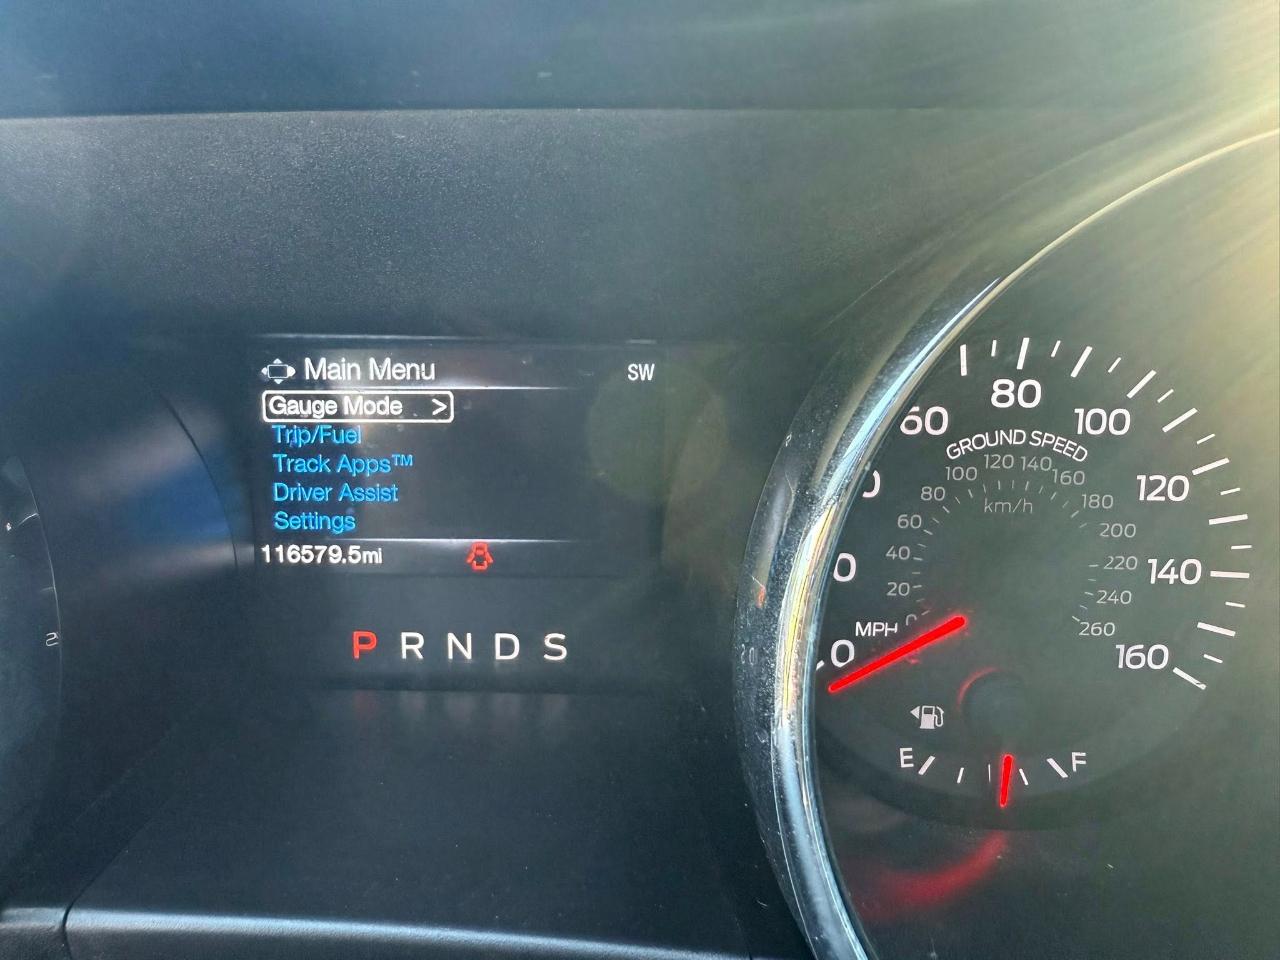 Main Menu SW
Gauge Mode >
Trip/Fuel
Track Apps™
Driver Assist
Settings
116579.5mi
P R N D S
60 80 100 120 140 160
GROUND SPEED
20 40 60 80 100 120 140 160 180 200 220 240 260
km/h
MPH
0
E F